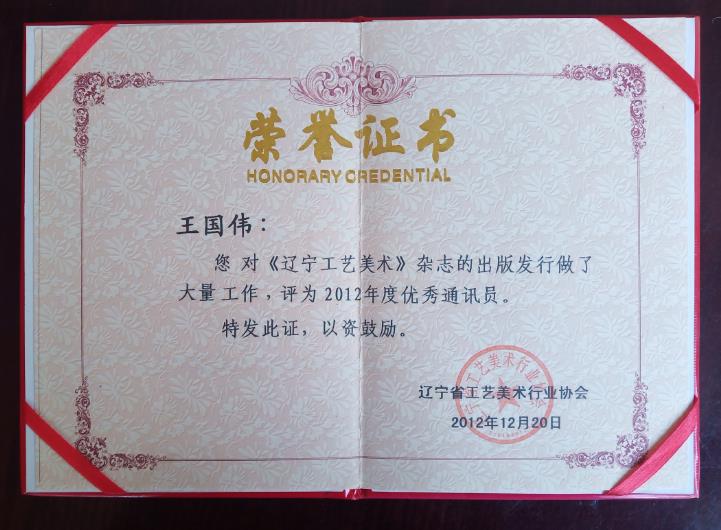 荣誉证书
HONORARY CREDENTIAL
王国伟：
您 对《辽宁工艺美术》杂志的出版发行做了
大量 工作，评为 2012年度优秀通讯员。
特发此证，以资鼓励。
辽宁省工艺美术行业协会
2012年12月20日